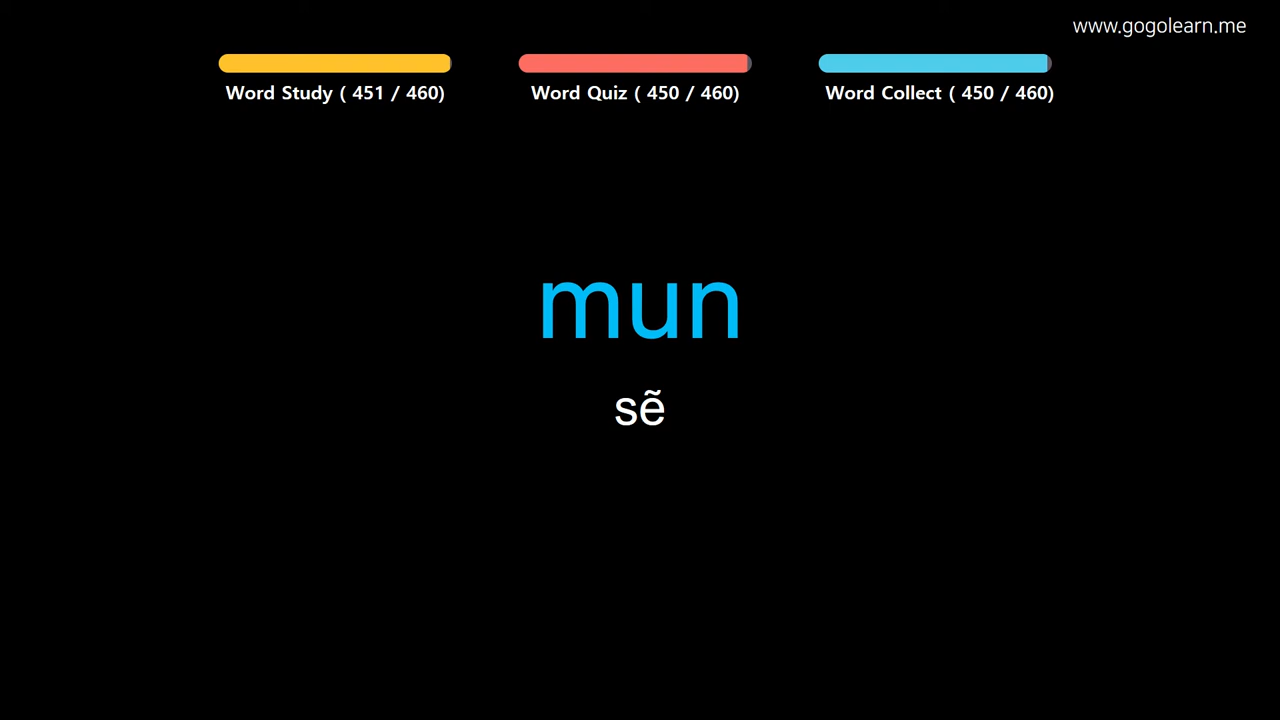 www.gogolearn.me
Word Study ( 451 / 460)
Word Quiz ( 450 / 460)
Word Collect ( 450 / 460)
mun
sẽ